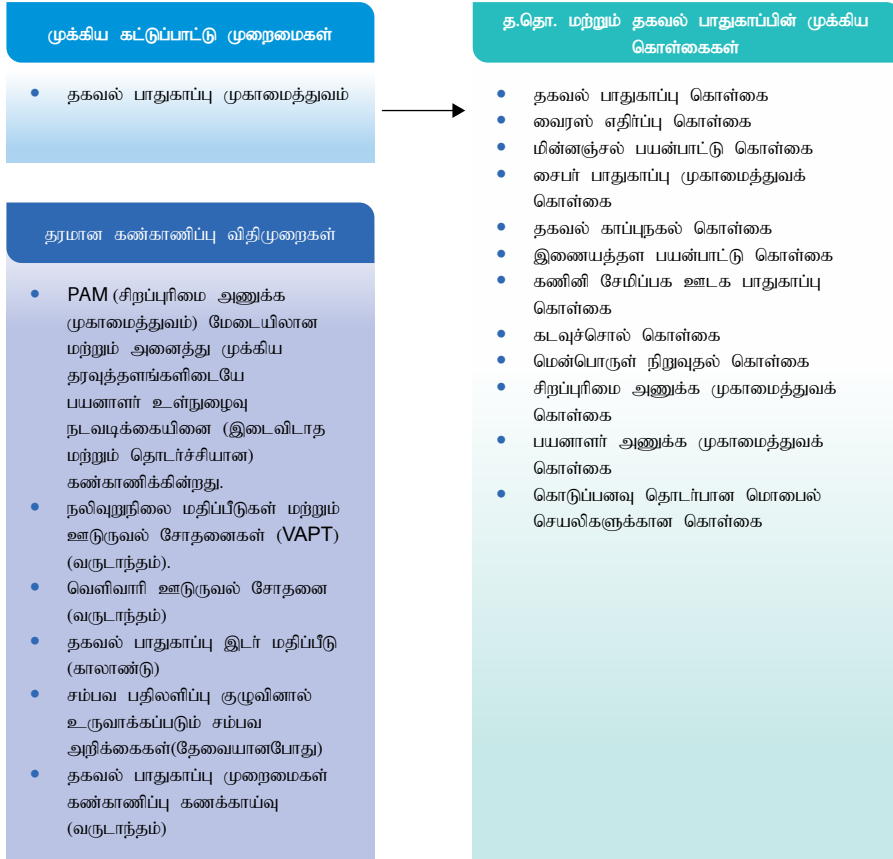 முக்கிய கட்டுப்பாட்டு முறைமைகள்
• தகவல் பாதுகாப்பு முகாமைத்துவம்
தரமான கண்காணிப்பு விதிமுறைகள்
• PAM (சிறப்புரிமை அணுக்க
முகாமைத்துவம்) மேடையிலான
மற்றும் அனைத்து முக்கிய
தரவுத்தளங்களிடையே
பயனாளர் உள்நுழைவு
நடவடிக்கையினை (இடைவிடாத
மற்றும் தொடர்ச்சியான)
கண்காணிக்கின்றது.
• நலிவுறுநிலை மதிப்பீடுகள் மற்றும்
ஊடுருவல் சோதனைகள் (VAPT)
(வருடாந்தம்).
• வெளிவாரி ஊடுருவல் சோதனை
(வருடாந்தம்)
• தகவல் பாதுகாப்பு இடர் மதிப்பீடு
(காலாண்டு)
• சம்பவ பதிலளிப்பு குழுவினால்
உருவாக்கப்படும் சம்பவ
அறிக்கைகள்(தேவையானபோது)
• தகவல் பாதுகாப்பு முறைமைகள்
கண்காணிப்பு கணக்காய்வு
(வருடாந்தம்)
த.தொ. மற்றும் தகவல் பாதுகாப்பின் முக்கிய
கொள்கைகள்
• தகவல் பாதுகாப்பு கொள்கை
• வைரஸ் எதிர்ப்பு கொள்கை
• மின்னஞ்சல் பயன்பாட்டு கொள்கை
• சைபர் பாதுகாப்பு முகாமைத்துவக்
கொள்கை
• தகவல் காப்புநகல் கொள்கை
• இணையத்தள பயன்பாட்டு கொள்கை
• கணினி சேமிப்பக ஊடக பாதுகாப்பு
கொள்கை
• கடவுச்சொல் கொள்கை
• மென்பொருள் நிறுவுதல் கொள்கை
• சிறப்புரிமை அணுக்க முகாமைத்துவக்
கொள்கை
• பயனாளர் அணுக்க முகாமைத்துவக்
கொள்கை
• கொடுப்பனவு தொடர்பான மொபைல்
செயலிகளுக்கான கொள்கை